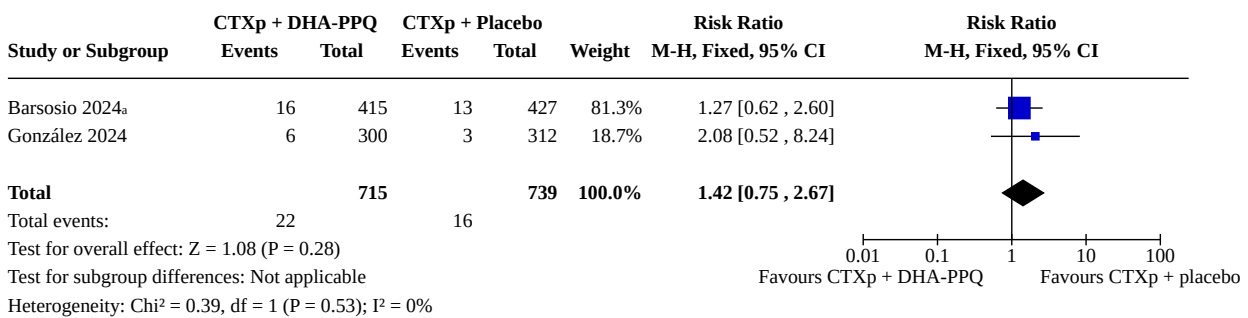 CTXp + DHA-PPQ CTXp + Placebo Risk Ratio Risk Ratio
Study or Subgroup Events Total Events Total Weight M-H, Fixed, 95% CI M-H, Fixed, 95% CI
Barsosio 2024a 16 415 13 427 81.3% 1.27 [0.62 , 2.60]
González 2024 6 300 3 312 18.7% 2.08 [0.52 , 8.24]
Total 715 739 100.0% 1.42 [0.75 , 2.67]
Total events: 22 16
Test for overall effect: Z = 1.08 (P = 0.28)
0.01 0.1 1 10 100
Test for subgroup differences: Not applicable
Favours CTXp + DHA-PPQ Favours CTXp + placebo
Heterogeneity: Chi² = 0.39, df = 1 (P = 0.53); I² = 0%